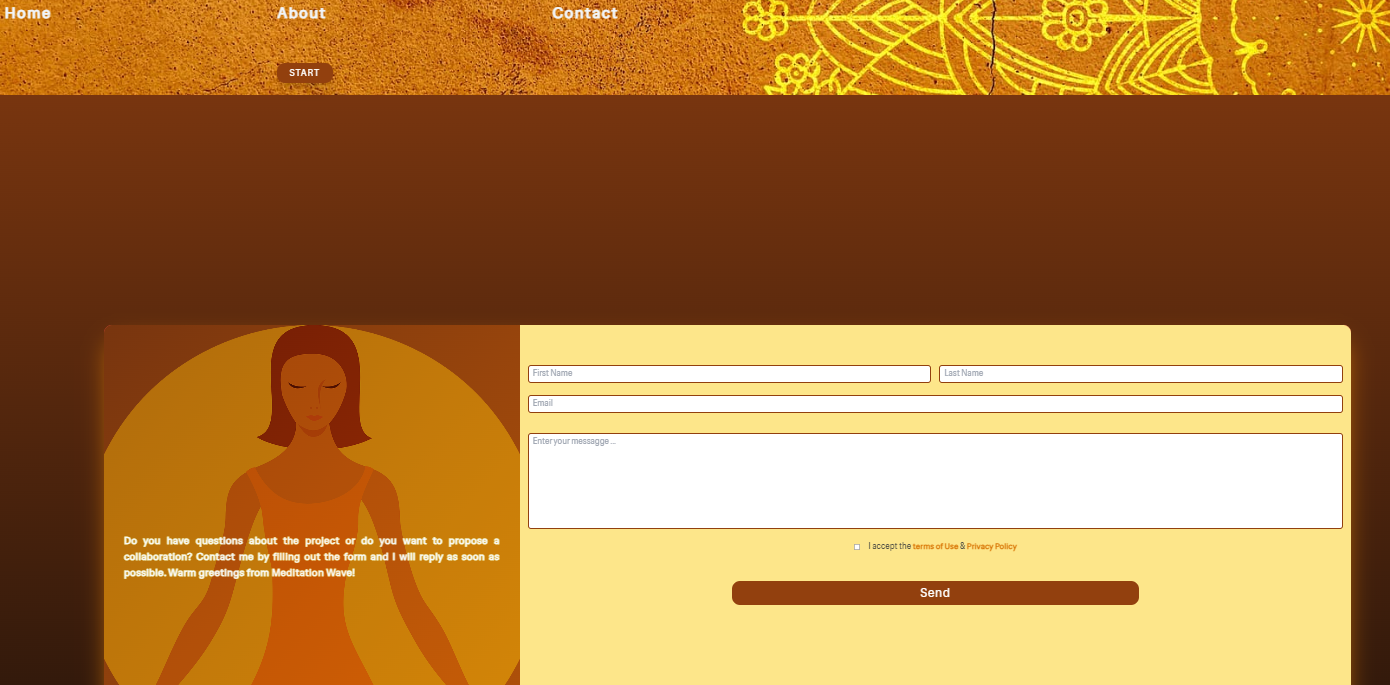 Home About Contact
START
First Name Last Name
Email
Enter your messagge ...
Do you have questions about the project or do you want to propose a
collaboration? Contact me by filling out the form and I will reply as soon as
possible. Warm greetings from Meditation Wave!
I accept the terms of Use & Privacy Policy
Send